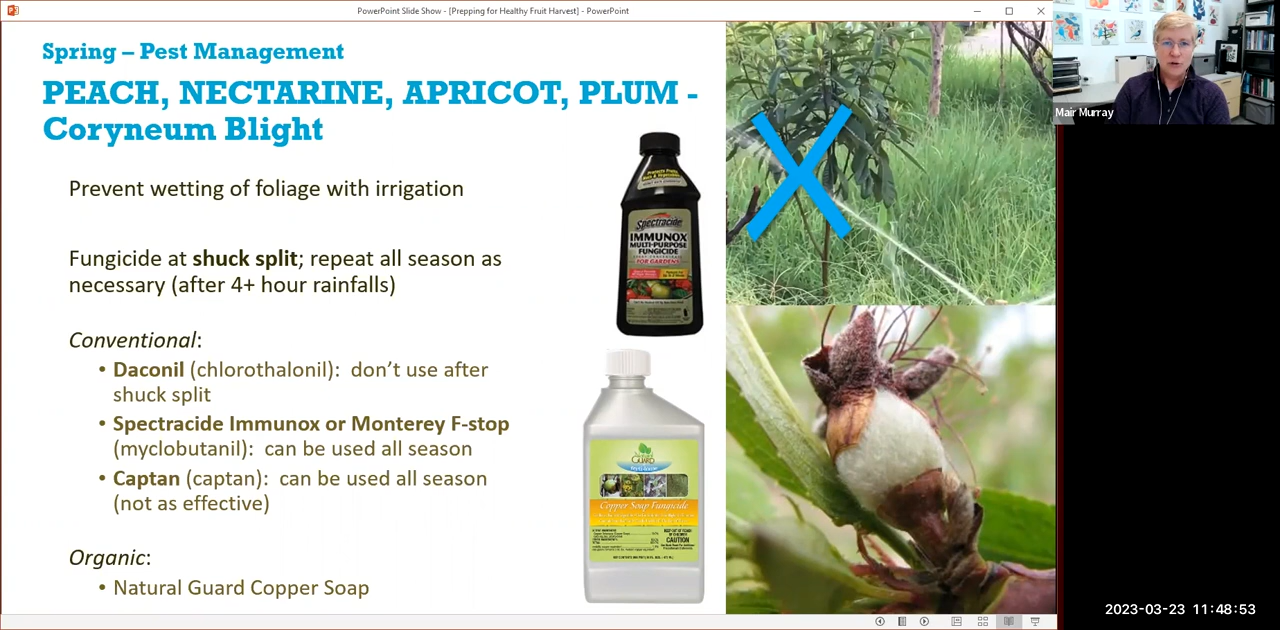 PowerPoint Slide Show - [Prepping for Healthy Fruit Harvest] - PowerPoint
Spring – Pest Management
PEACH, NECTARINE, APRICOT, PLUM -
Coryneum Blight
Prevent wetting of foliage with irrigation
Fungicide at shuck split; repeat all season as
necessary (after 4+ hour rainfalls)
Conventional:
• Daconil (chlorothalonil):  don’t use after
shuck split
• Spectracide Immunox or Monterey F-stop
(myclobutanil):  can be used all season
• Captan (captan):  can be used all season
(not as effective)
Organic:
• Natural Guard Copper Soap
Spectracide
IMMUNOX
MULTI-PURPOSE
FUNGICIDE
FOR GARDENS
GUARD
Copper Soap Fungicide
CAUTION
Mair Murray
2023-03-23 11:48:53